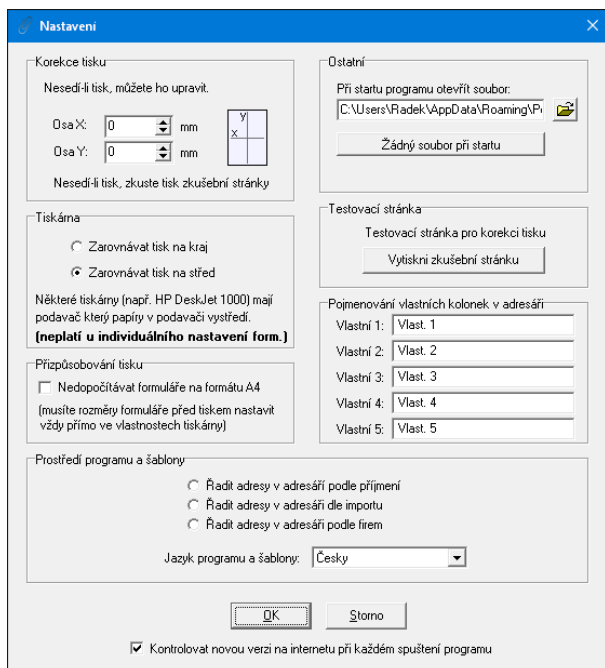 Nastavení
Korekce tisku
Nesedí-li tisk, můžete ho upravit.
Osa X: 0 mm
Osa Y: 0 mm
y
x
Nesedí-li tisk, zkuste tisk zkušební stránky
Tiskárna
Zarovnávat tisk na kraj
Zarovnávat tisk na střed
Některé tiskárny (např. HP DeskJet 1000) mají
podavač který papíry v podavači vystředí.
(neplatí u individuálního nastavení form.)
Přizpůsobování tisku
Nedopočítávat formuláře na formátu A4
(musíte rozměry formuláře před tiskem nastavit
vždy přímo ve vlastnostech tiskárny)
Ostatní
Při startu programu otevřít soubor:
C:\Users\Radek\AppData\Roaming\P
Žádný soubor při startu
Testovací stránka
Testovací stránka pro korekci tisku
Vytiskni zkušební stránku
Pojmenování vlastních kolonek v adresáři
Vlastní 1: Vlast. 1
Vlastní 2: Vlast. 2
Vlastní 3: Vlast. 3
Vlastní 4: Vlast. 4
Vlastní 5: Vlast. 5
Prostředí programu a šablony
Řadit adresy v adresáři podle příjmení
Řadit adresy v adresáři dle importu
Řadit adresy v adresáři podle firem
Jazyk programu a šablony: Česky
OK
Storno
Kontrolovat novou verzi na internetu při každém spuštění programu